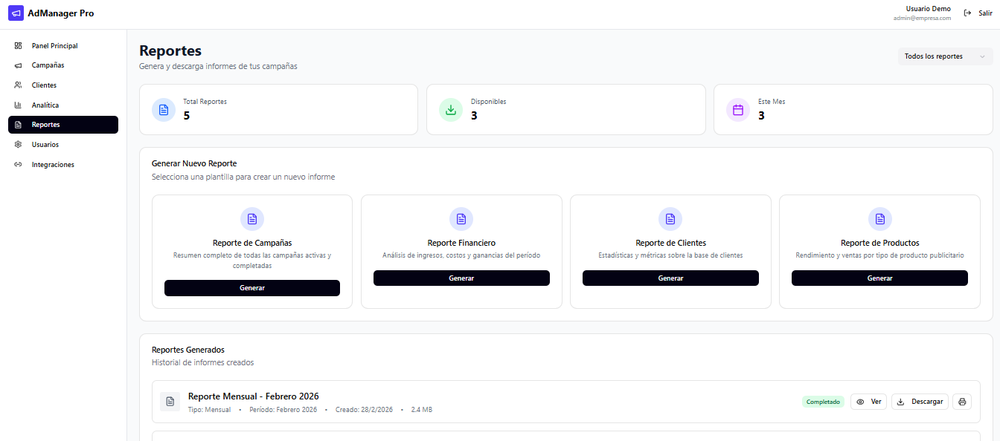 AdManager Pro
Usuario Demo
admin@empresa.com
Salir
Panel Principal
Campañas
Clientes
Analítica
Reportes
Usuarios
Integraciones
Reportes
Genera y descarga informes de tus campañas
Todos los reportes
Total Reportes
5
Disponibles
3
Este Mes
3
Generar Nuevo Reporte
Selecciona una plantilla para crear un nuevo informe
Reporte de Campañas
Resumen completo de todas las campañas activas y
completadas
Generar
Reporte Financiero
Análisis de ingresos, costos y ganancias del período
Generar
Reporte de Clientes
Estadísticas y métricas sobre la base de clientes
Generar
Reporte de Productos
Rendimiento y ventas por tipo de producto publicitario
Generar
Reportes Generados
Historial de informes creados
Reporte Mensual - Febrero 2026
Tipo: Mensual • Período: Febrero 2026 • Creado: 28/2/2026 • 2.4 MB
Completado
Ver
Descargar